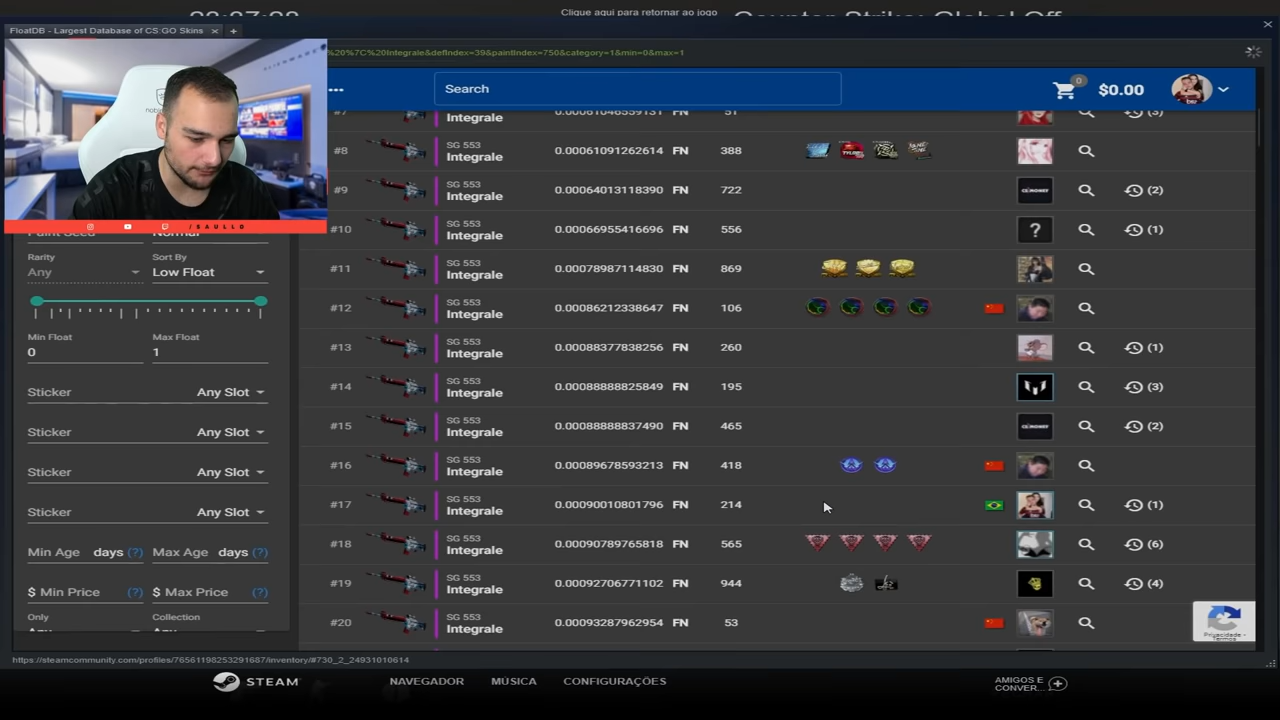 Clique aqui para retornar ao jogo
FloatDB - Largest Database of CS:GO Skins × +
%20%7C%20Integrale&defIndex=39&paintIndex=750&category=1&min=0&max=1
Search
0
$0.00
Integrale
51
(3)
#8 SG 553 Integrale 0.00061091262614 FN 388
#9 SG 553 Integrale 0.00064013118390 FN 722 (2)
#10 SG 553 Integrale 0.00066955416696 FN 556 ? (1)
#11 SG 553 Integrale 0.00078987114830 FN 869
#12 SG 553 Integrale 0.00086212338647 FN 106
#13 SG 553 Integrale 0.00088377838256 FN 260 (1)
#14 SG 553 Integrale 0.00088888825849 FN 195 (3)
#15 SG 553 Integrale 0.00088888837490 FN 465 (2)
#16 SG 553 Integrale 0.00089678593213 FN 418
#17 SG 553 Integrale 0.00090010801796 FN 214 (1)
#18 SG 553 Integrale 0.00090789765818 FN 565 (6)
#19 SG 553 Integrale 0.00092706771102 FN 944 (4)
#20 SG 553 Integrale 0.00093287962954 FN 53
/SAULLO
Rarity
Any
Sort By
Low Float
Min Float
0
Max Float
1
Sticker Any Slot
Sticker Any Slot
Sticker Any Slot
Sticker Any Slot
Min Age days (?) Max Age days (?)
$ Min Price (?) $ Max Price (?)
Only Collection
Privacidade - Termos
https://steamcommunity.com/profiles/76561198253291687/inventory/#730_2_24931010614
STEAM
NAVEGADOR
MÚSICA
CONFIGURAÇÕES
AMIGOS E CONVER...